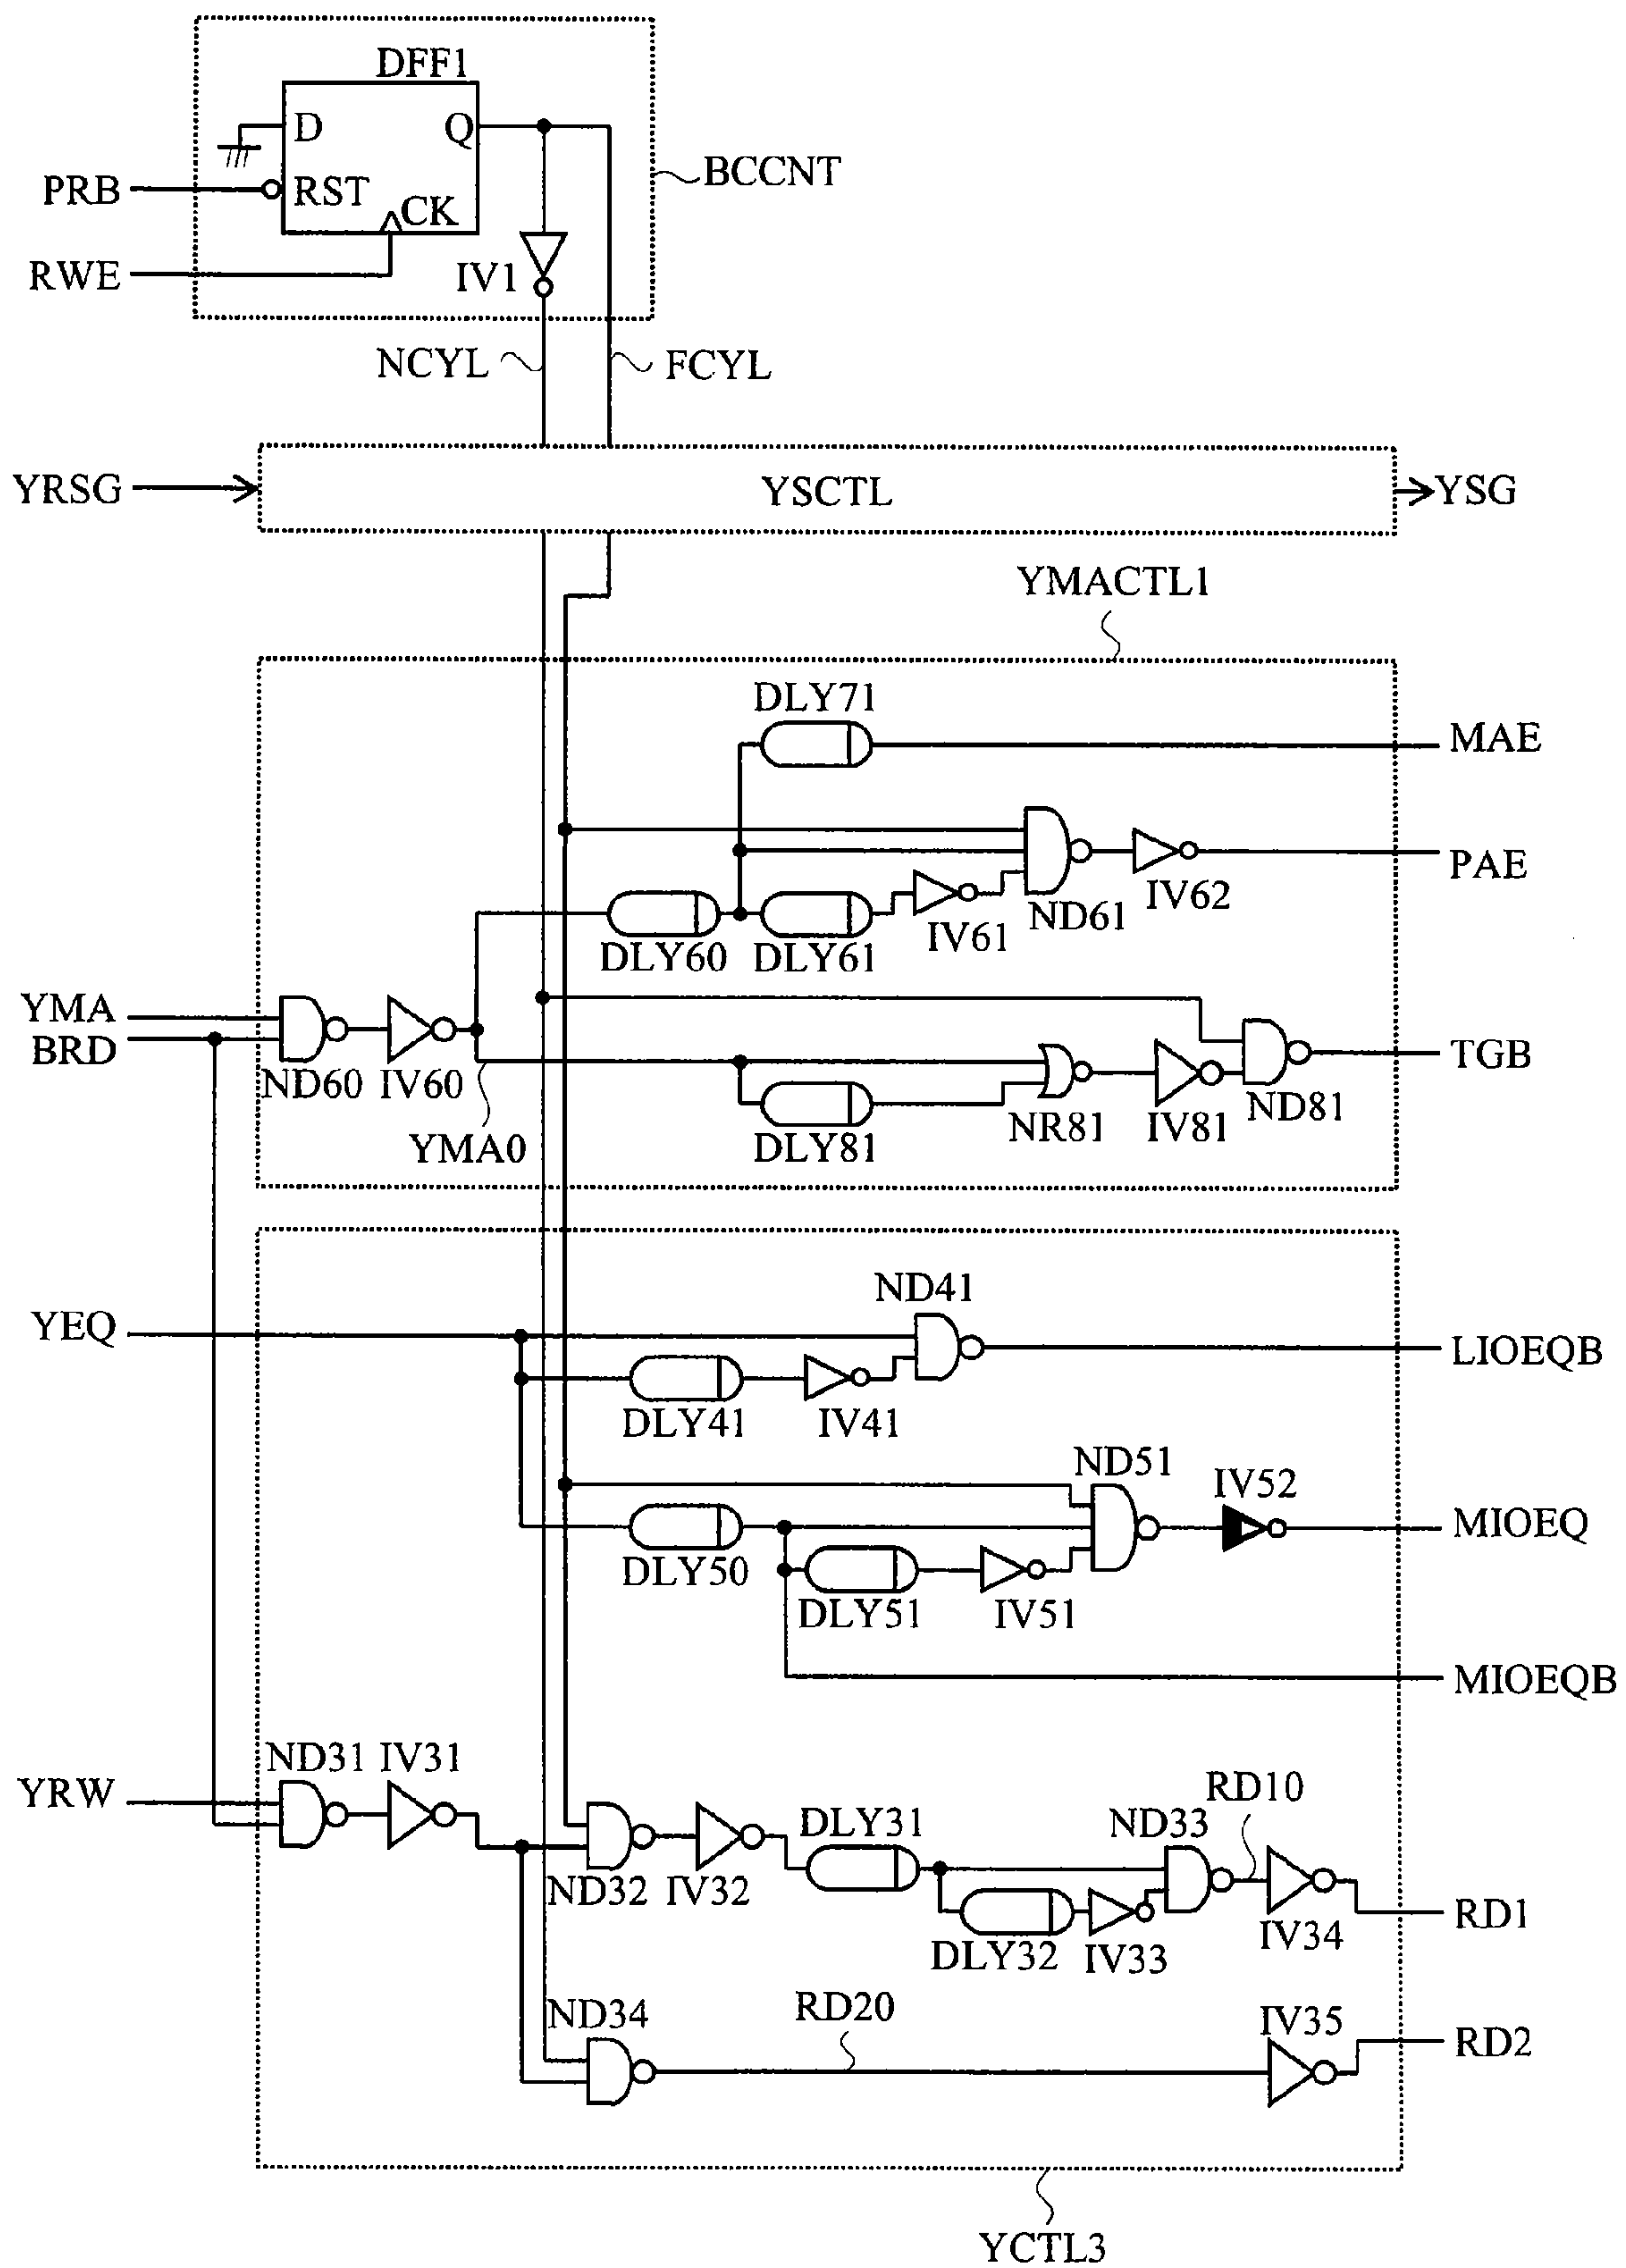 DFF1
D
Q
PRB
RST
CK
BCCNT
RWE
IV1
NCYL
FCYL
YRSG
YSCTL
YSG
YMACTL1
DLY71
MAE
PAE
IV62
ND61
IV61
DLY60
DLY61
YMA
BRD
ND60
IV60
TGB
ND81
NR81
IV81
YMA0
DLY81
ND41
YEQ
LIOEQB
DLY41
IV41
ND51
IV52
MIOEQ
DLY50
DLY51
IV51
MIOEQB
ND31
IV31
YRW
RD10
DLY31
ND33
ND32
IV32
RD1
DLY32
IV33
IV34
RD20
ND34
IV35
RD2
YCTL3